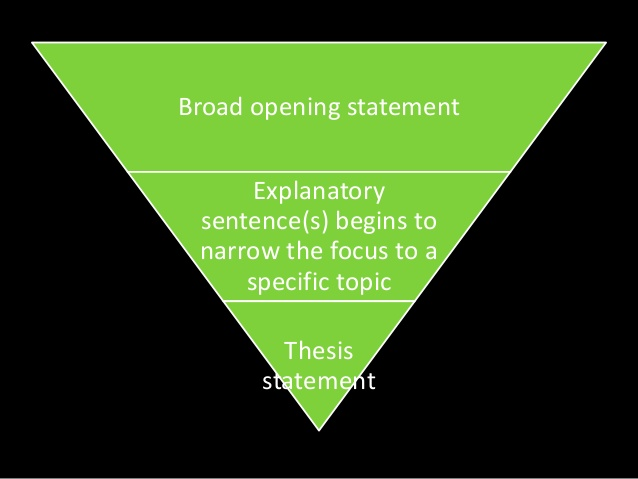 Broad opening statement
Explanatory
sentence(s) begins to
narrow the focus to a
specific topic
Thesis
statement